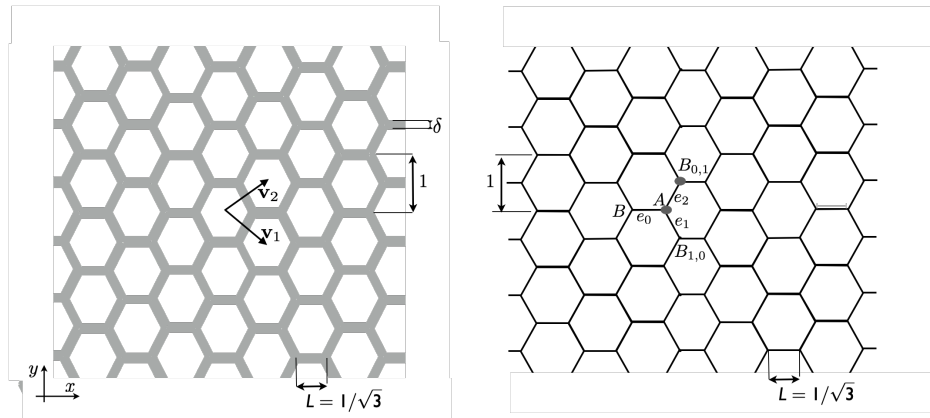 δ
1
v₂
v₁
y
x
L = 1/√3
1
B₀,₁
A
e₂
B
e₀
e₁
B₁,₀
L = 1/√3